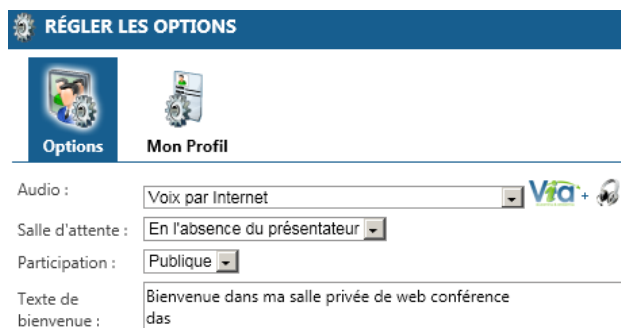 RÉGLER LES OPTIONS
Options
Mon Profil
Audio :
Voix par Internet
Via +
Salle d'attente :
En l'absence du présentateur
Participation :
Publique
Texte de
bienvenue :
Bienvenue dans ma salle privée de web conférence
das